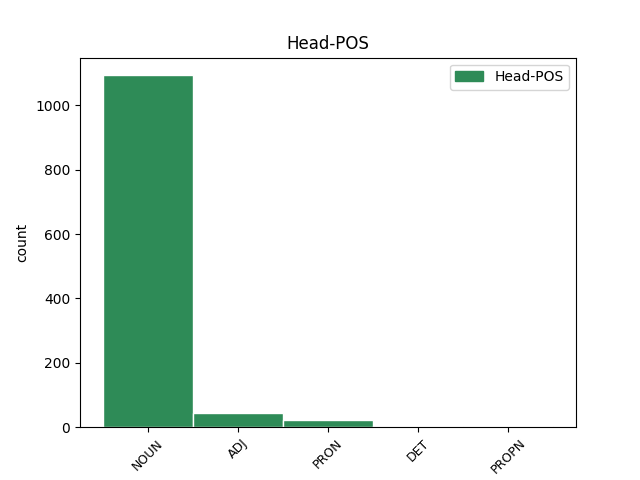 Head-POS
Head-POS
1000
800
600
400
200
0
count
NOUN
ADJ
PRON
DET
PROPN